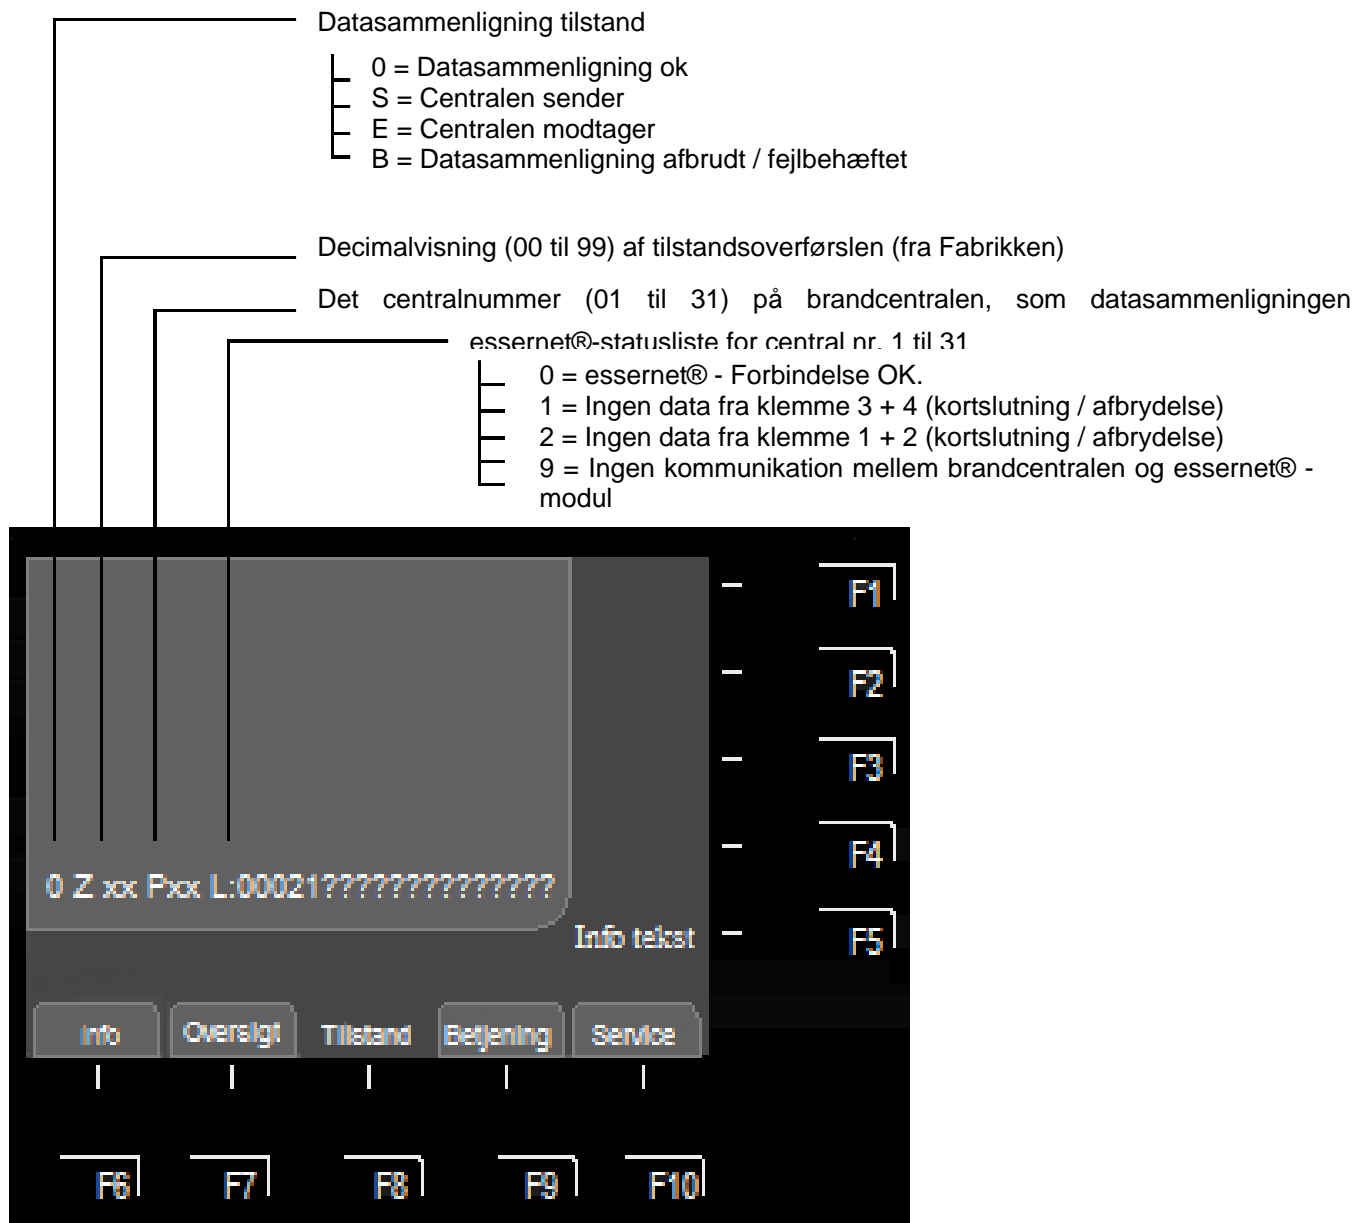 Datasammenligning tilstand
0 = Datasammenligning ok
S = Centralen sender
E = Centralen modtager
B = Datasammenligning afbrudt / fejlbehæftet
Decimalvisning (00 til 99) af tilstandsoverførslen (fra Fabrikken)
Det centralnummer (01 til 31) på brandcentralen, som datasammenligningen
essernet®-statusliste for central nr. 1 til 31
0 = essernet® - Forbindelse OK.
1 = Ingen data fra klemme 3 + 4 (kortslutning / afbrydelse)
2 = Ingen data fra klemme 1 + 2 (kortslutning / afbrydelse)
9 = Ingen kommunikation mellem brandcentralen og essernet® -
modul
F1
F2
F3
F4
0 Z xx Pxx L:00021??????????????
Info tekst
F5
Info Oversigt Tilstand Betjening Service
F6 F7 F8 F9 F10